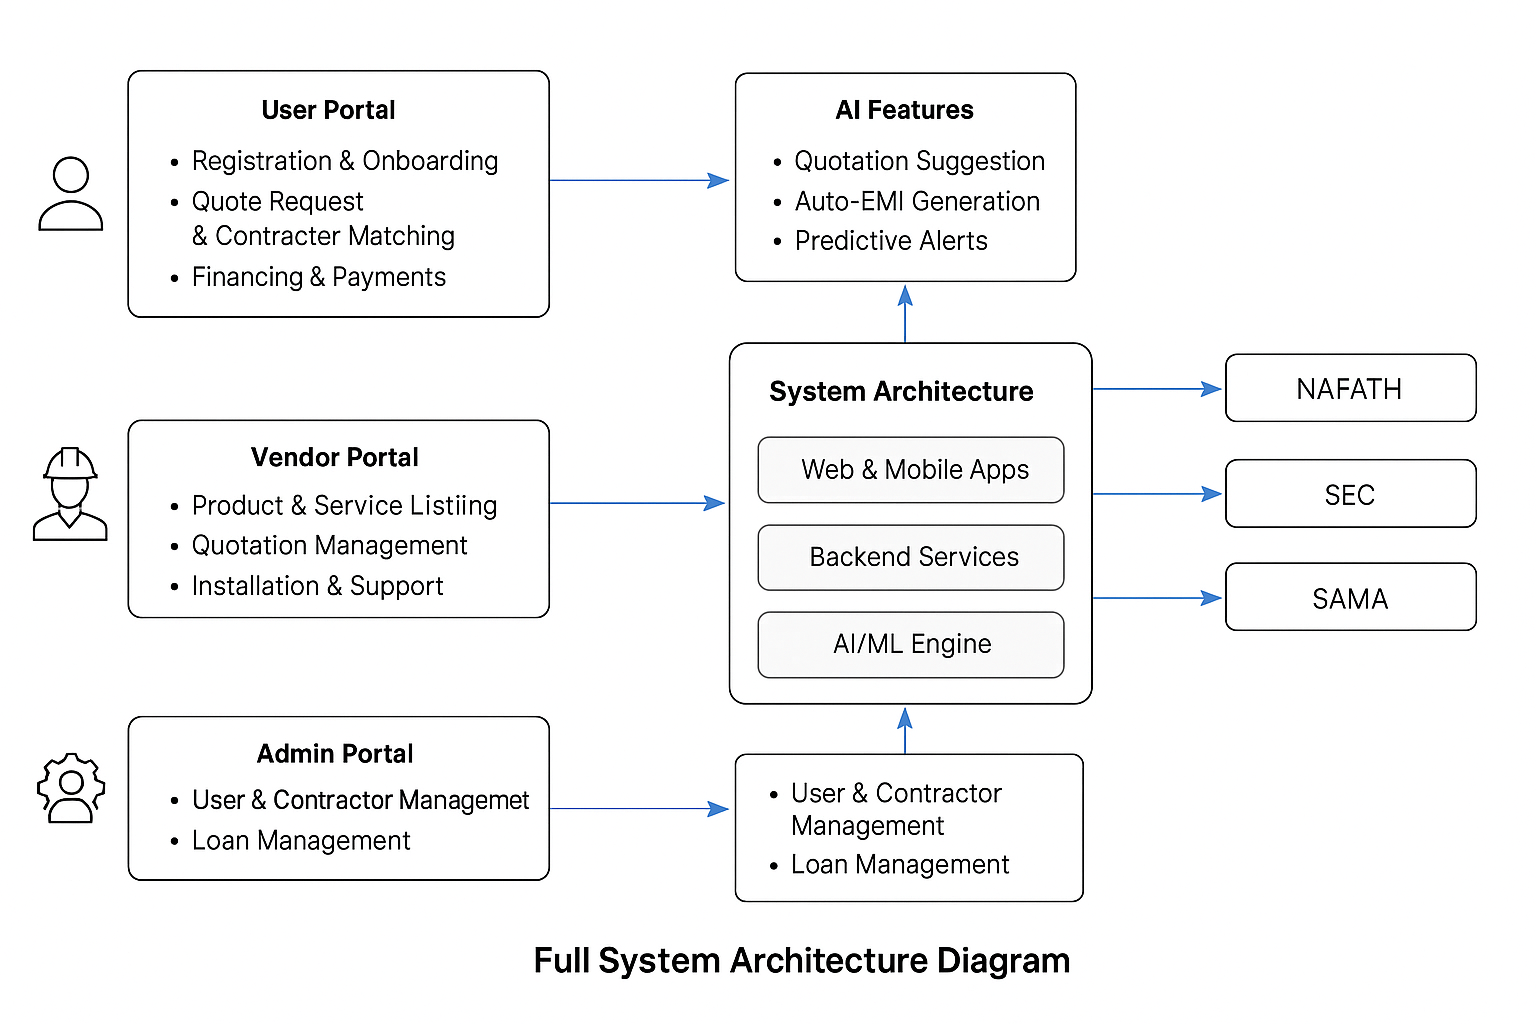 User Portal
• Registration & Onboarding
• Quote Request
& Contracter Matching
• Financing & Payments
AI Features
• Quotation Suggestion
• Auto-EMI Generation
• Predictive Alerts
Vendor Portal
• Product & Service Listiing
• Quotation Management
• Installation & Support
System Architecture
Web & Mobile Apps
Backend Services
AI/ML Engine
NAFATH
SEC
SAMA
Admin Portal
• User & Contractor Managemet
• Loan Management
• User & Contractor
Management
• Loan Management
Full System Architecture Diagram